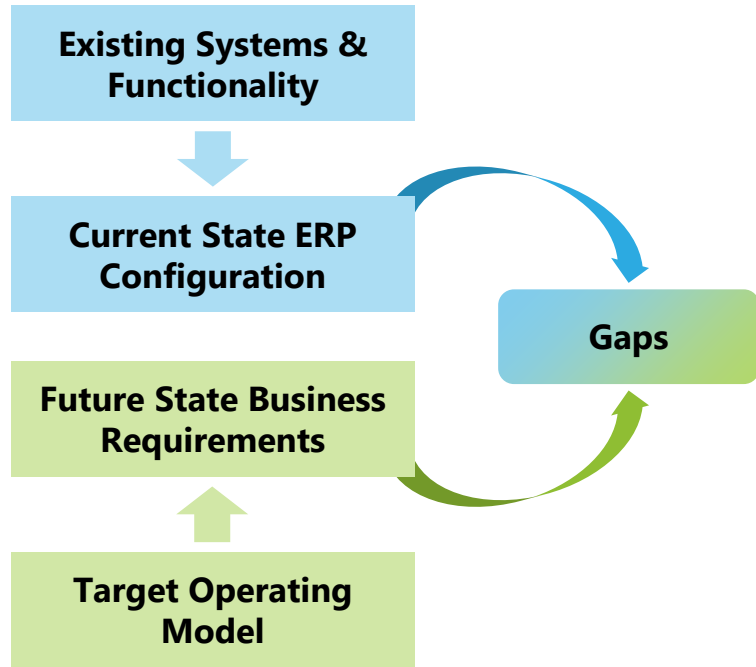 Existing Systems &
Functionality
Current State ERP
Configuration
Gaps
Future State Business
Requirements
Target Operating
Model